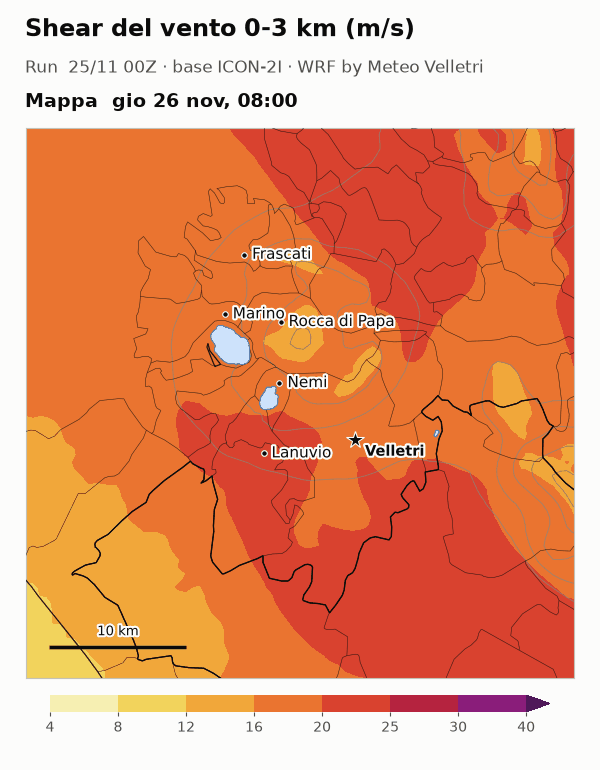 Shear del vento 0-3 km (m/s)
Run  25/11 00Z · base ICON-2I · WRF by Meteo Velletri
Mappa  gio 26 nov, 08:00
Frascati
Marino
Rocca di Papa
Nemi
Velletri
Lanuvio
10 km
4 8 12 16 20 25 30 40